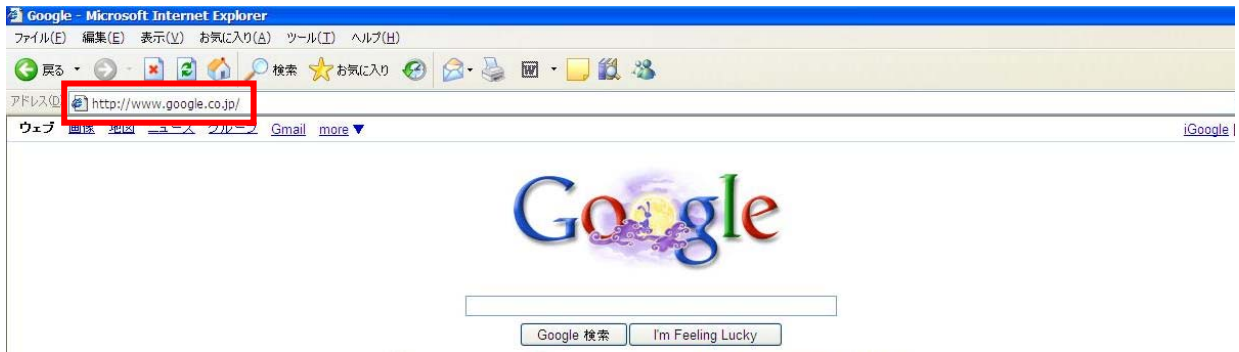 Google - Microsoft Internet Explorer
ファイル(F) 編集(E) 表示(V) お気に入り(A) ツール(T) ヘルプ(H)
戻る 検索 お気に入り
アドレス(D) http://www.google.co.jp/
ウェブ 画像 地図 ニュース グループ Gmail more ▼ iGoogle |
Google
Google 検索 I'm Feeling Lucky